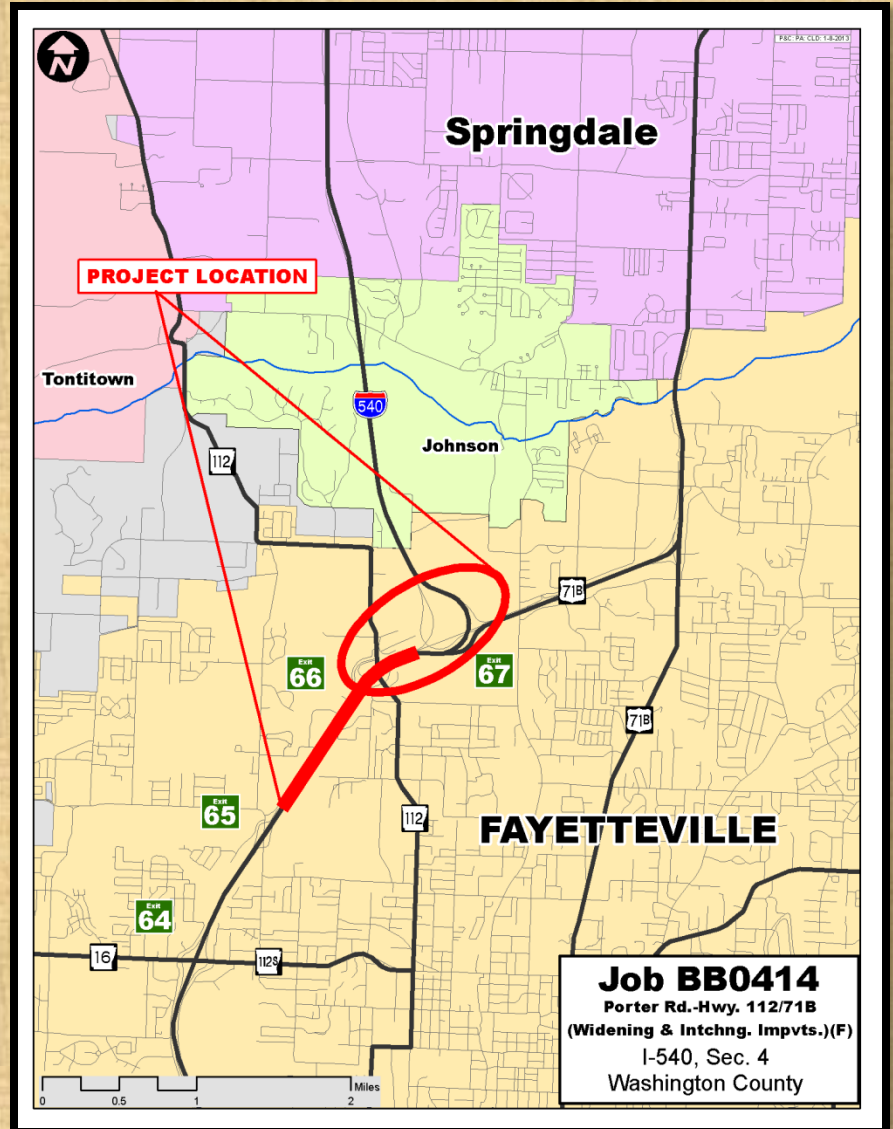 P&C: PA: CLD: 1-8-2013
N
Springdale
PROJECT LOCATION
Tontitown
540
Johnson
112
71B
Exit
66
Exit
67
71B
Exit
65
112
FAYETTEVILLE
Exit
64
16
112S
Job BB0414
Porter Rd.-Hwy. 112/71B
(Widening & Intchng. Impvts.)(F)
I-540, Sec. 4
Washington County
Miles
0 0.5 1 2